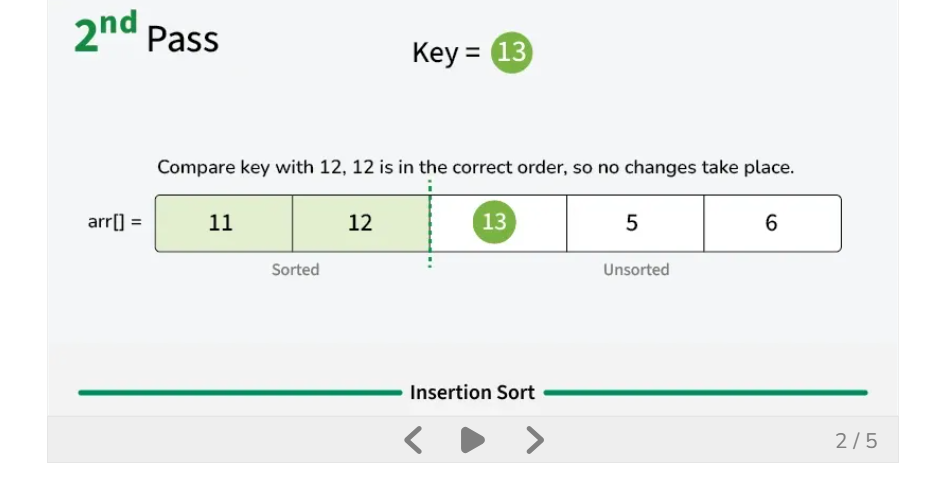 2nd Pass
Key = 13
Compare key with 12, 12 is in the correct order, so no changes take place.
arr[] = 11 12 13 5 6
Sorted Unsorted
Insertion Sort
2 / 5